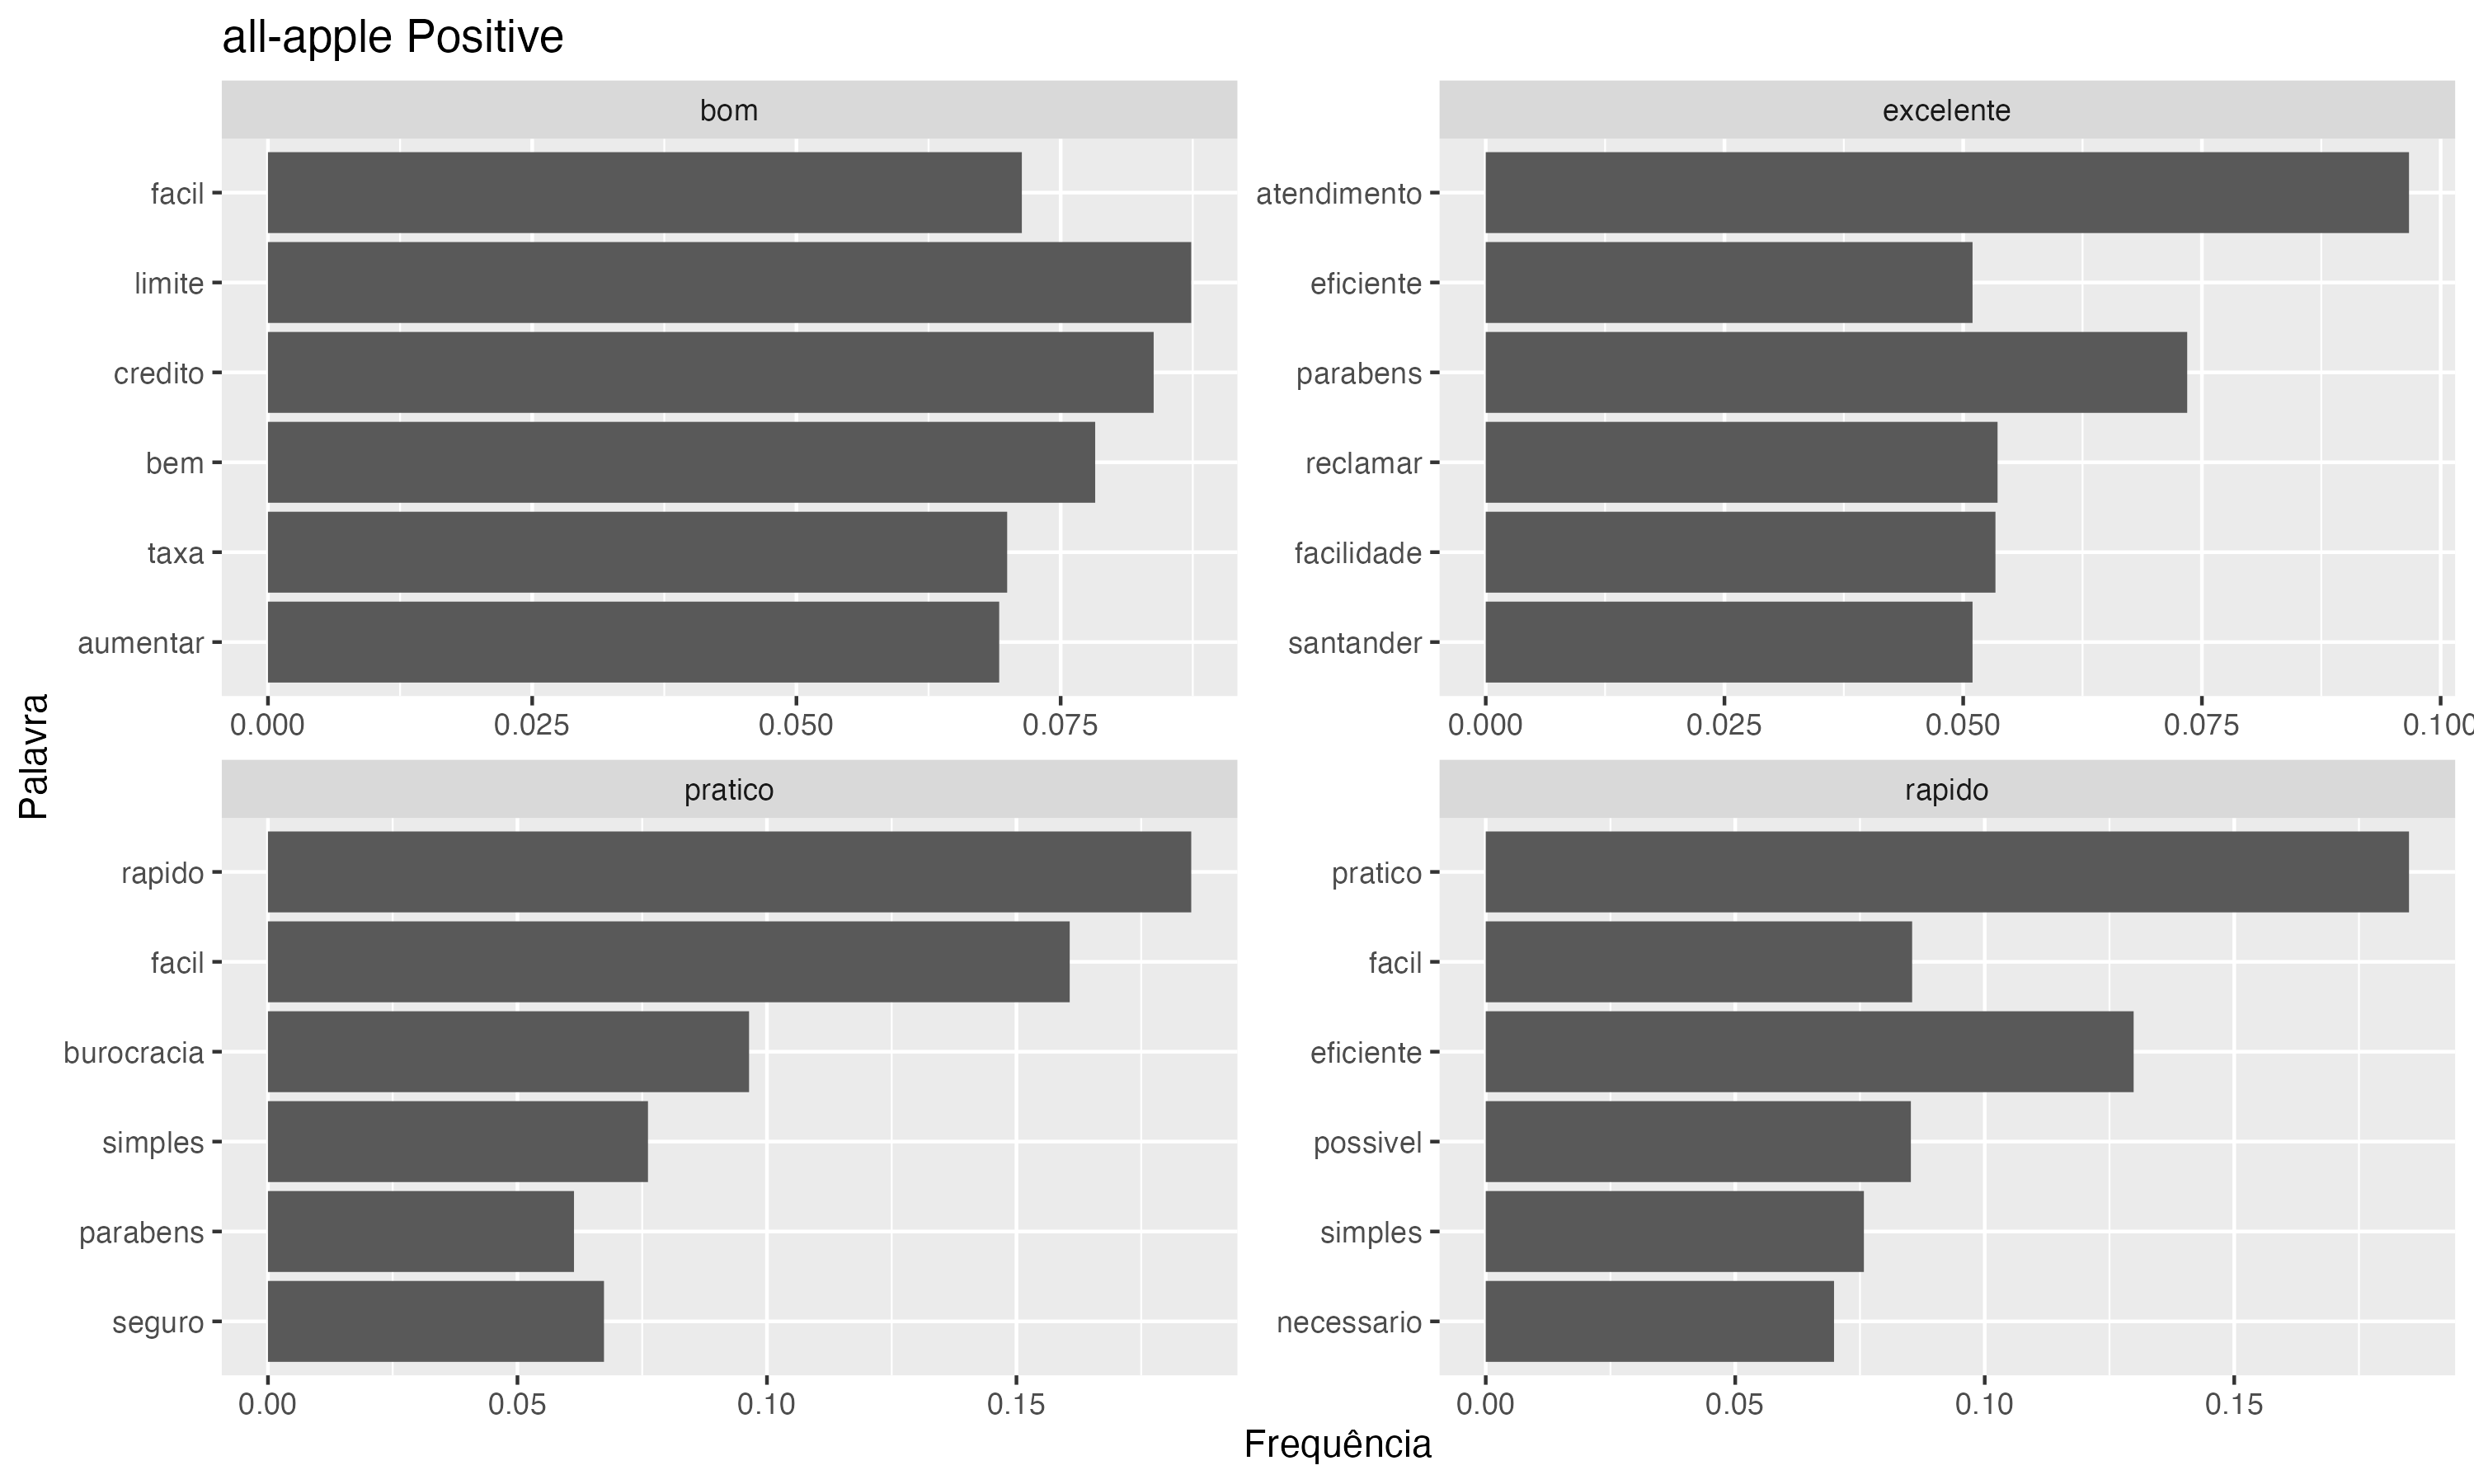 all-apple Positive
bom
facil
limite
credito
bem
taxa
aumentar
0.000 0.025 0.050 0.075
excelente
atendimento
eficiente
parabens
reclamar
facilidade
santander
0.000 0.025 0.050 0.075 0.100
Palavra
pratico
rapido
facil
burocracia
simples
parabens
seguro
0.00 0.05 0.10 0.15
rapido
pratico
facil
eficiente
possivel
simples
necessario
0.00 0.05 0.10 0.15
Frequência